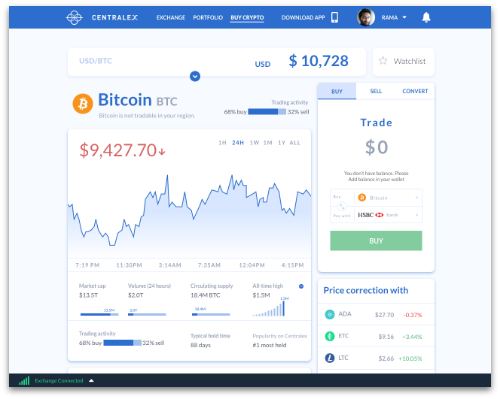 CENTRALEX EXCHANGE PORTFOLIO BUY CRYPTO DOWNLOAD APP RAMA
USD/BTC USD $ 10,728 Watchlist
Bitcoin BTC
Bitcoin is not tradable in your region.
Trading activity
68% buy 32% sell
$9,427.70
1H 24H 1W 1M 1Y ALL
7:19 PM 11:30PM 3:14AM 7:55AM 12:04PM 4:15PM
Market cap Volume (24 hours) Circulating supply All-time high
$13.5T $2.0T 18.4M BTC $1.5M
Trading activity Typical hold time Popularity on Centralex
68% buy 32% sell 88 days #1 most held
BUY SELL CONVERT
Trade
$0
You don't have balance. Please
Add balance in your wallet
Buy Bitcoin
Pay with HSBC bank
BUY
Price correction with
ADA $27.70 -0.37%
ETC $9.16 +3.44%
LTC $2.66 +10.05%
Exchange Connected